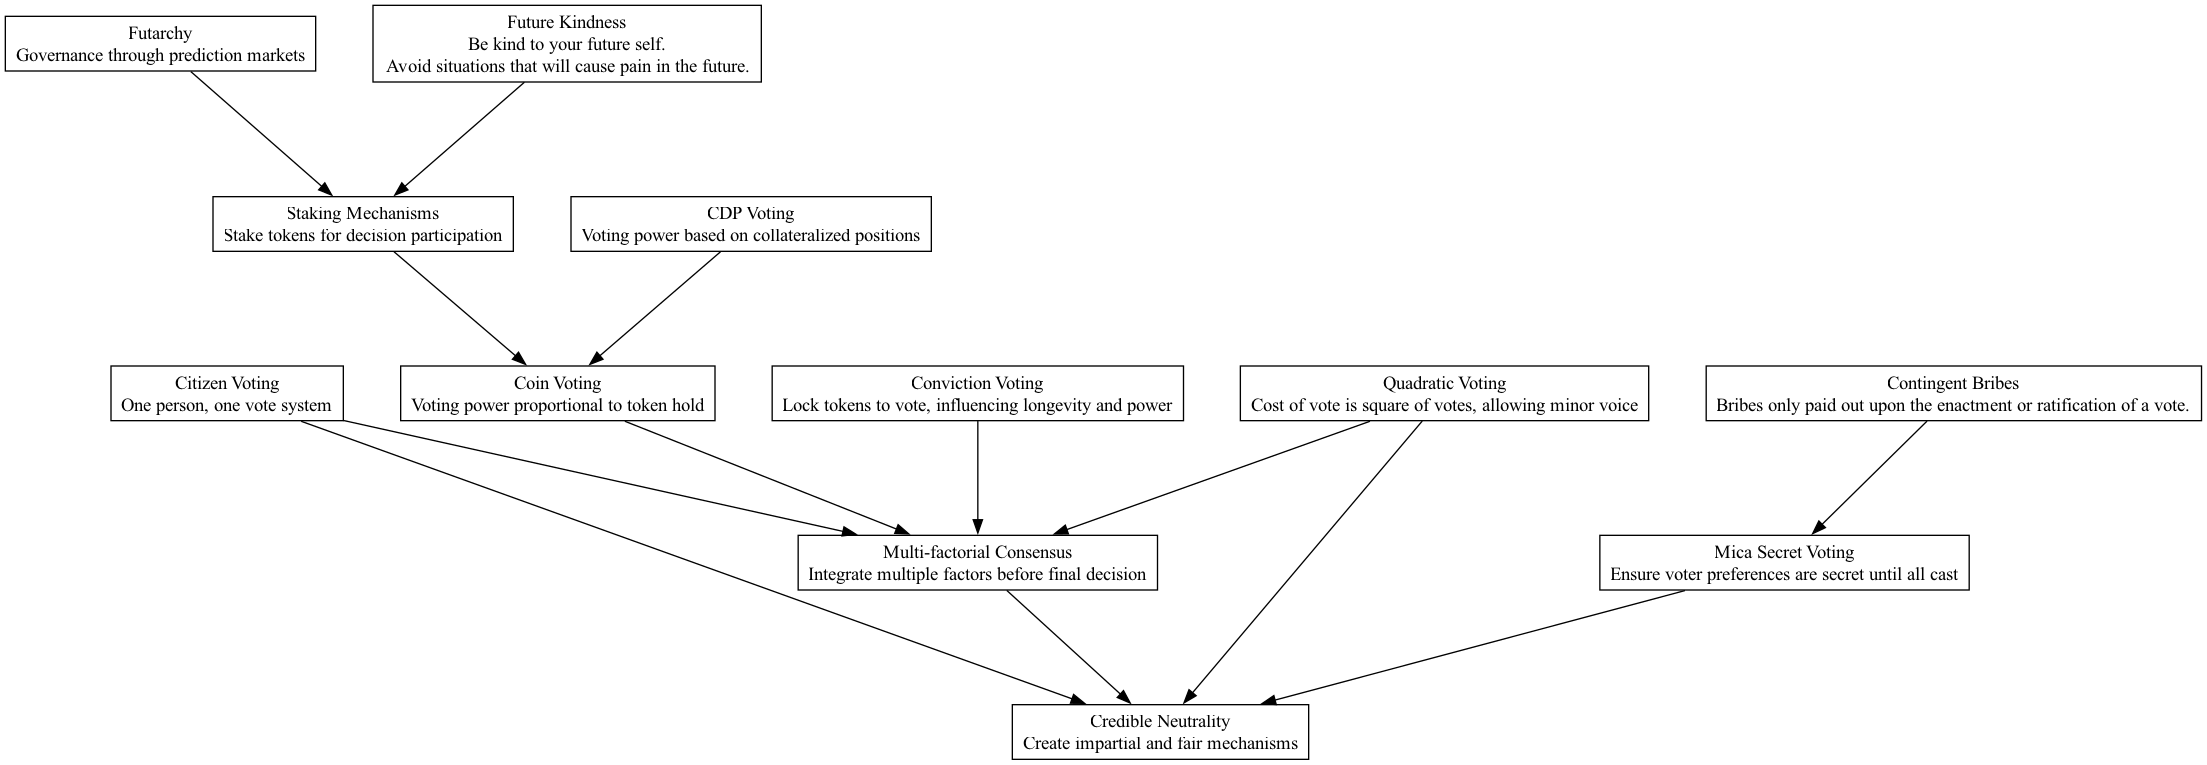 Futarchy
Governance through prediction markets
Future Kindness
Be kind to your future self.
Avoid situations that will cause pain in the future.
Staking Mechanisms
Stake tokens for decision participation
CDP Voting
Voting power based on collateralized positions
Citizen Voting
One person, one vote system
Coin Voting
Voting power proportional to token hold
Conviction Voting
Lock tokens to vote, influencing longevity and power
Quadratic Voting
Cost of vote is square of votes, allowing minor voice
Contingent Bribes
Bribes only paid out upon the enactment or ratification of a vote.
Multi-factorial Consensus
Integrate multiple factors before final decision
Mica Secret Voting
Ensure voter preferences are secret until all cast
Credible Neutrality
Create impartial and fair mechanisms